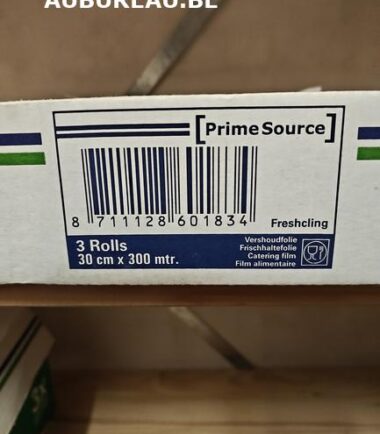 AUBUREAU.BE
[Prime Source]
8 711128 601834
Freshcling
3 Rolls
30 cm x 300 mtr.
Vershoudfolie
Frischhaltefolie
Catering film
Film alimentaire